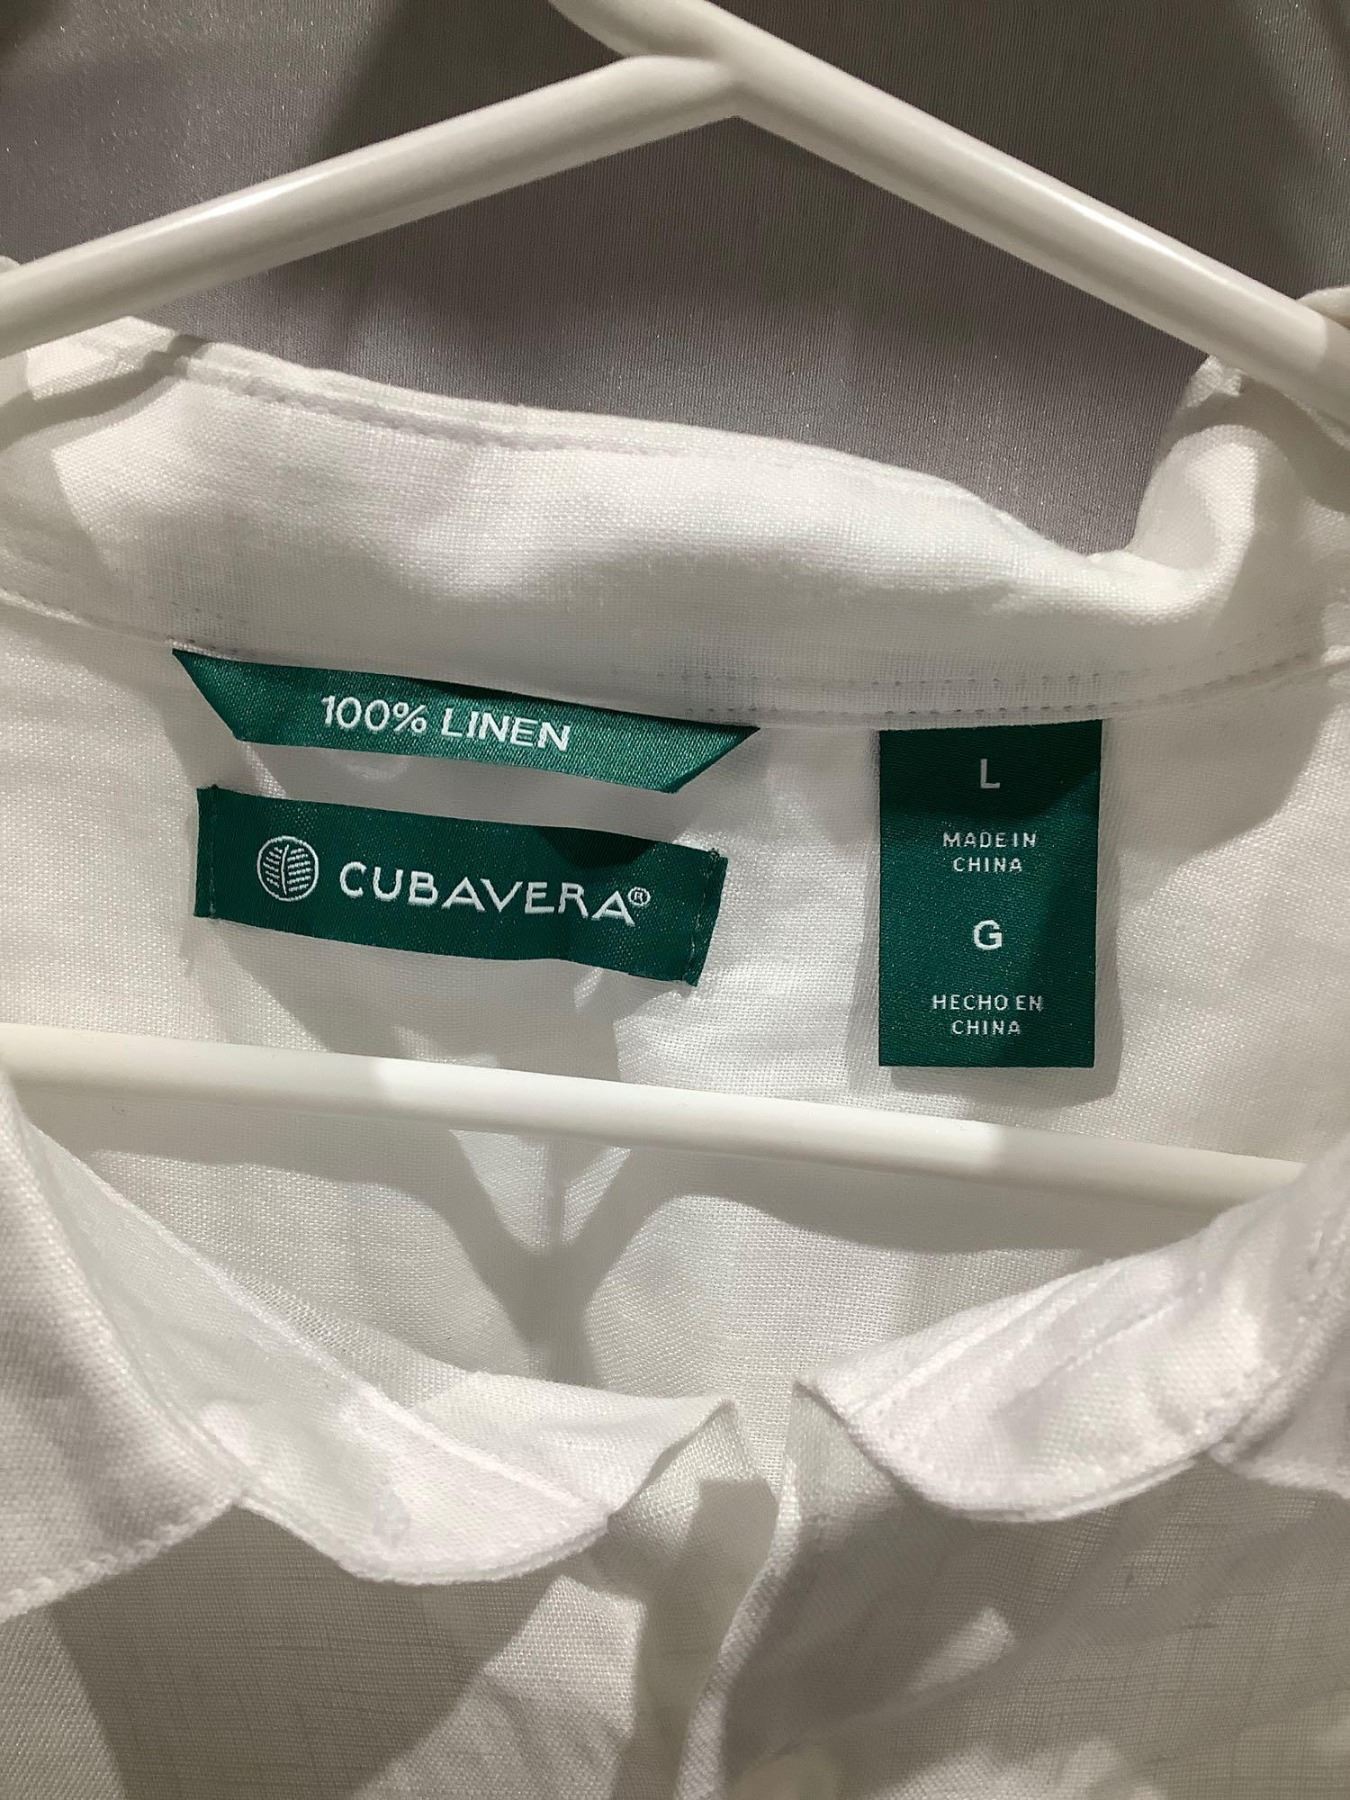 100% LINEN
CUBAVERA®
L
MADE IN
CHINA
G
HECHO EN
CHINA